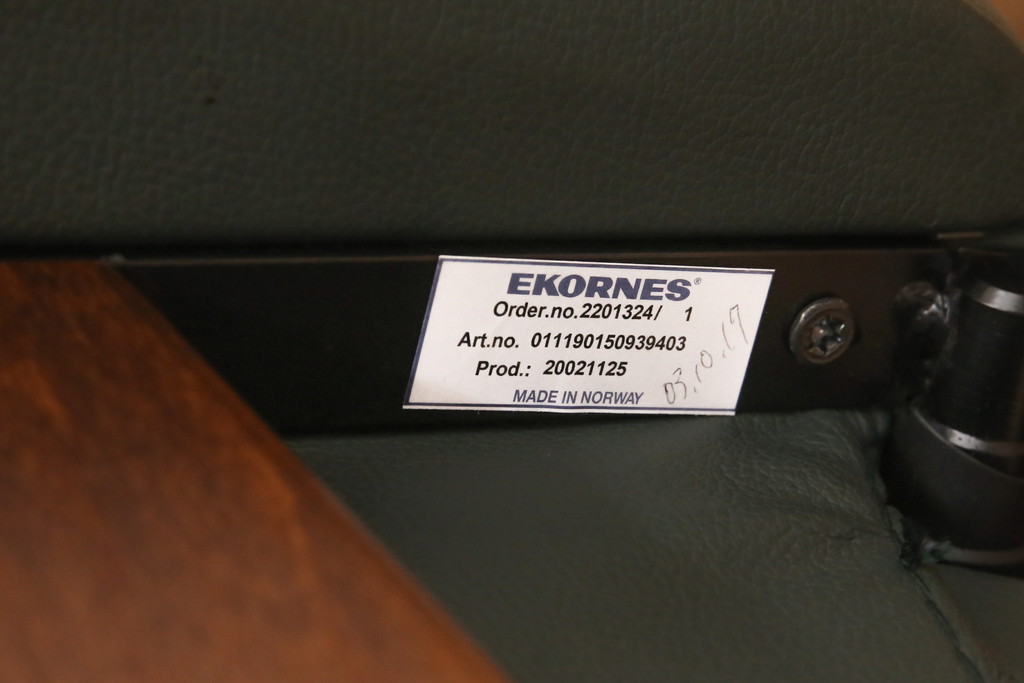 EKORNES®
Order.no.2201324/ 1
Art.no. 011190150939403
Prod.: 20021125
MADE IN NORWAY
03.10.17